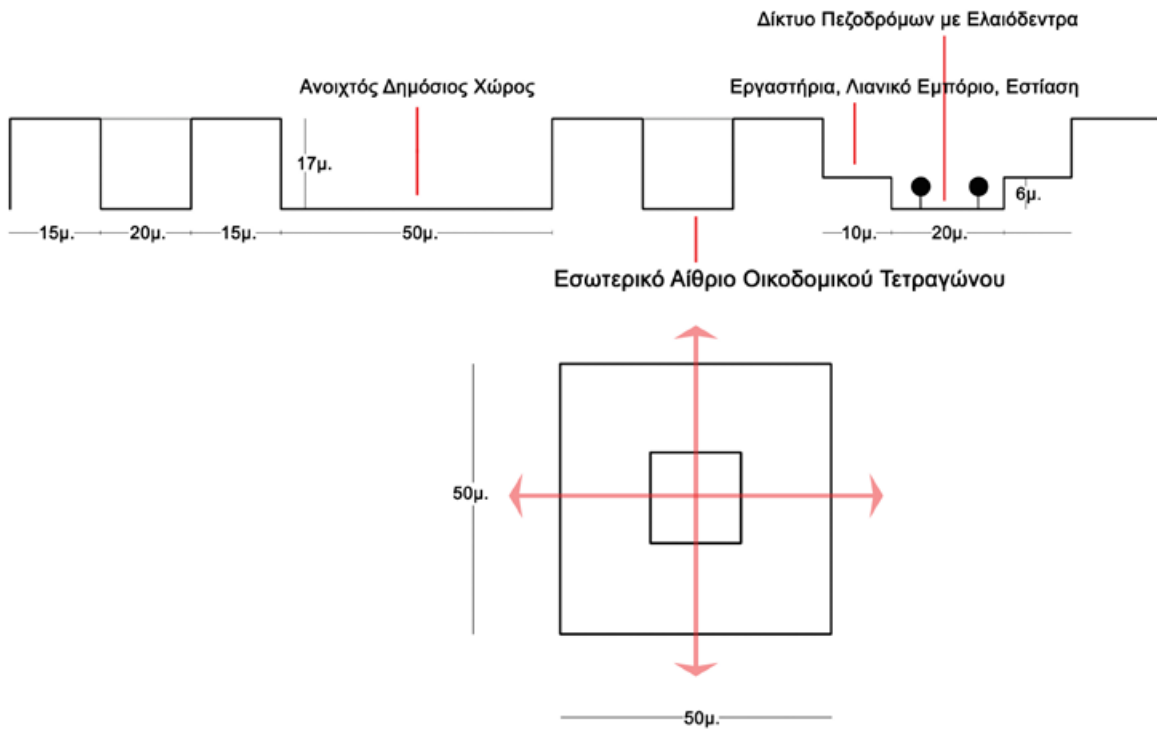 Δίκτυο Πεζοδρόμων με Ελαιόδεντρα
Ανοιχτός Δημόσιος Χώρος
Εργαστήρια, Λιανικό Εμπόριο, Εστίαση
17μ.
6μ.
15μ.
20μ.
15μ.
50μ.
10μ.
20μ.
Εσωτερικό Αίθριο Οικοδομικού Τετραγώνου
50μ.
50μ.